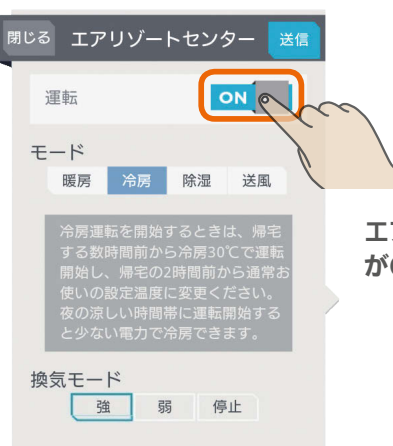 閉じる エアリゾートセンター 送信
運転 ON
モード
暖房 冷房 除湿 送風
冷房運転を開始するときは、帰宅
する数時間前から冷房30℃で運転
開始し、帰宅の2時間前から通常お
使いの設定温度に変更ください。
夜の涼しい時間帯に運転開始する
と少ない電力で冷房できます。
エア
がO
換気モード
強 弱 停止